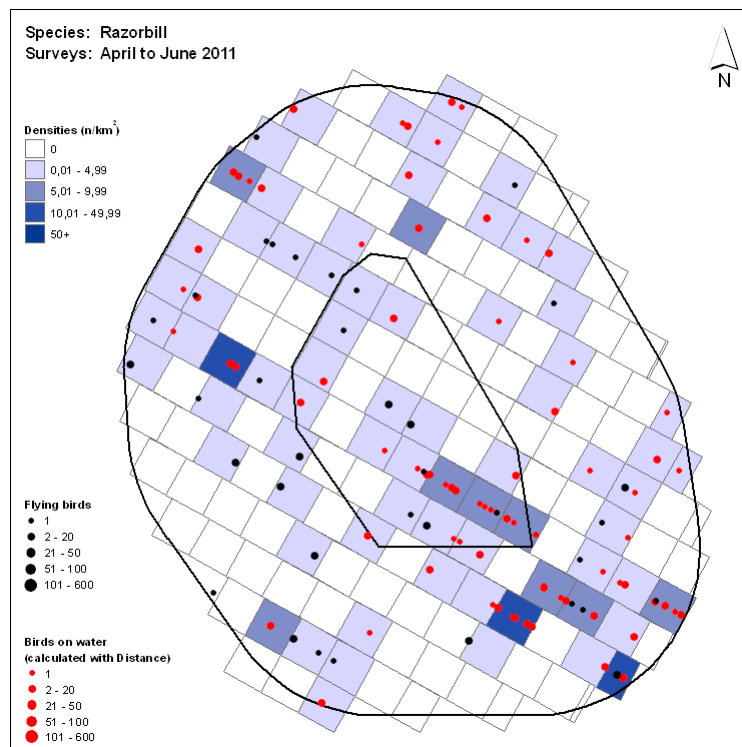 Species: Razorbill
Surveys: April to June 2011
N
Densities (n/km²)
0
0,01 - 4,99
5,01 - 9,99
10,01 - 49,99
50+
Flying birds
1
2 - 20
21 - 50
51 - 100
101 - 600
Birds on water
(calculated with Distance)
1
2 - 20
21 - 50
51 - 100
101 - 600